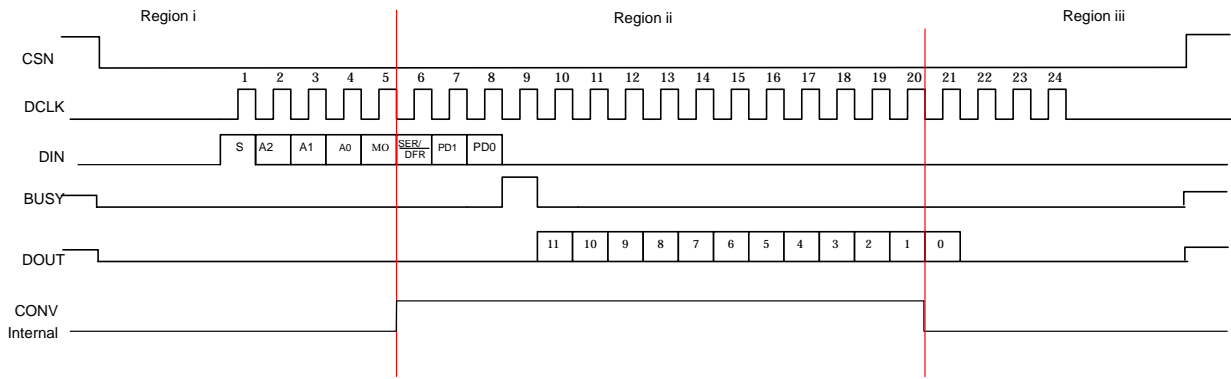 Region i Region ii Region iii
CSN
1 2 3 4 5 6 7 8 9 10 11 12 13 14 15 16 17 18 19 20 21 22 23 24
DCLK
DIN S A2 A1 A0 MO SER/ DFR PD1 PD0
BUSY
DOUT 11 10 9 8 7 6 5 4 3 2 1 0
CONV
Internal